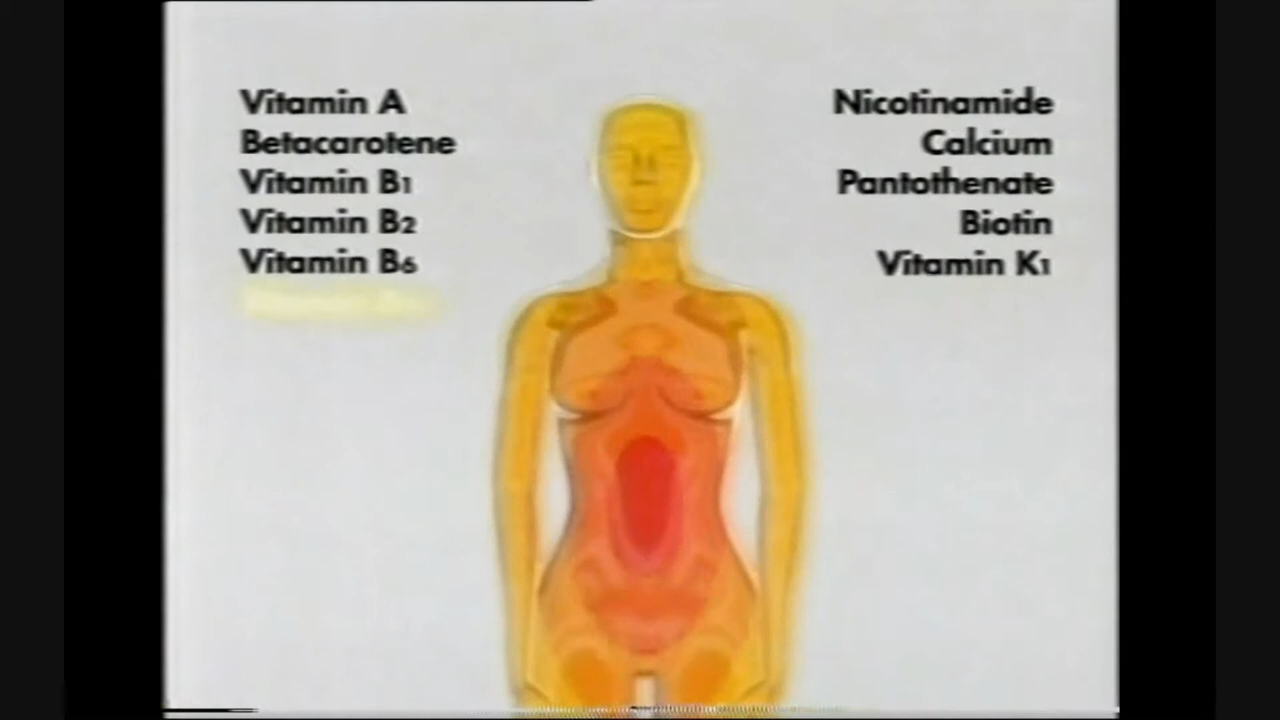 Vitamin A
Betacarotene
Vitamin B1
Vitamin B2
Vitamin B6
Nicotinamide
Calcium
Pantothenate
Biotin
Vitamin K1